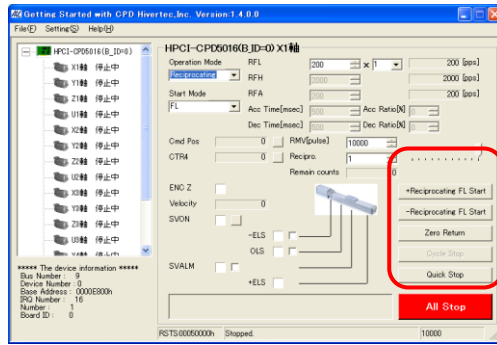 Getting Started with CPD Hivertec,Inc. Version:1.4.0.0
File(F) Setting(S) Help(H)
HPCI-CPD5016(B_ID=0)
X1軸 停止中
Y1軸 停止中
Z1軸 停止中
U1軸 停止中
X2軸 停止中
Y2軸 停止中
Z2軸 停止中
U2軸 停止中
X3軸 停止中
Y3軸 停止中
Z3軸 停止中
U3軸 停止中
***** The device information *****
Bus Number : 9
Device Number : 0
Base Address : 0000E800h
IRQ Number : 16
Number : 1
Board ID : 0
HPCI-CPD5016(B_ID=0) X1軸
Operation Mode RFL 200 x 1 200 [pps]
Reciprocating RFH 2000 2000 [pps]
Start Mode RFA 200 200 [pps]
FL Acc Time[msec] 500 Acc Ratio[%] 0
Dec Time[msec] 500 Dec Ratio[%] 0
Cmd Pos 0 RMV[pulse] 10000
CTR4 0 Recipro. 1
Remain counts 0
ENC Z
Velocity 0
SVON
-ELS
OLS
SVALM
+ELS
+Reciprocating FL Start
-Reciprocating FL Start
Zero Return
Cycle Stop
Quick Stop
All Stop
RSTS:00050000h Stopped. 10000